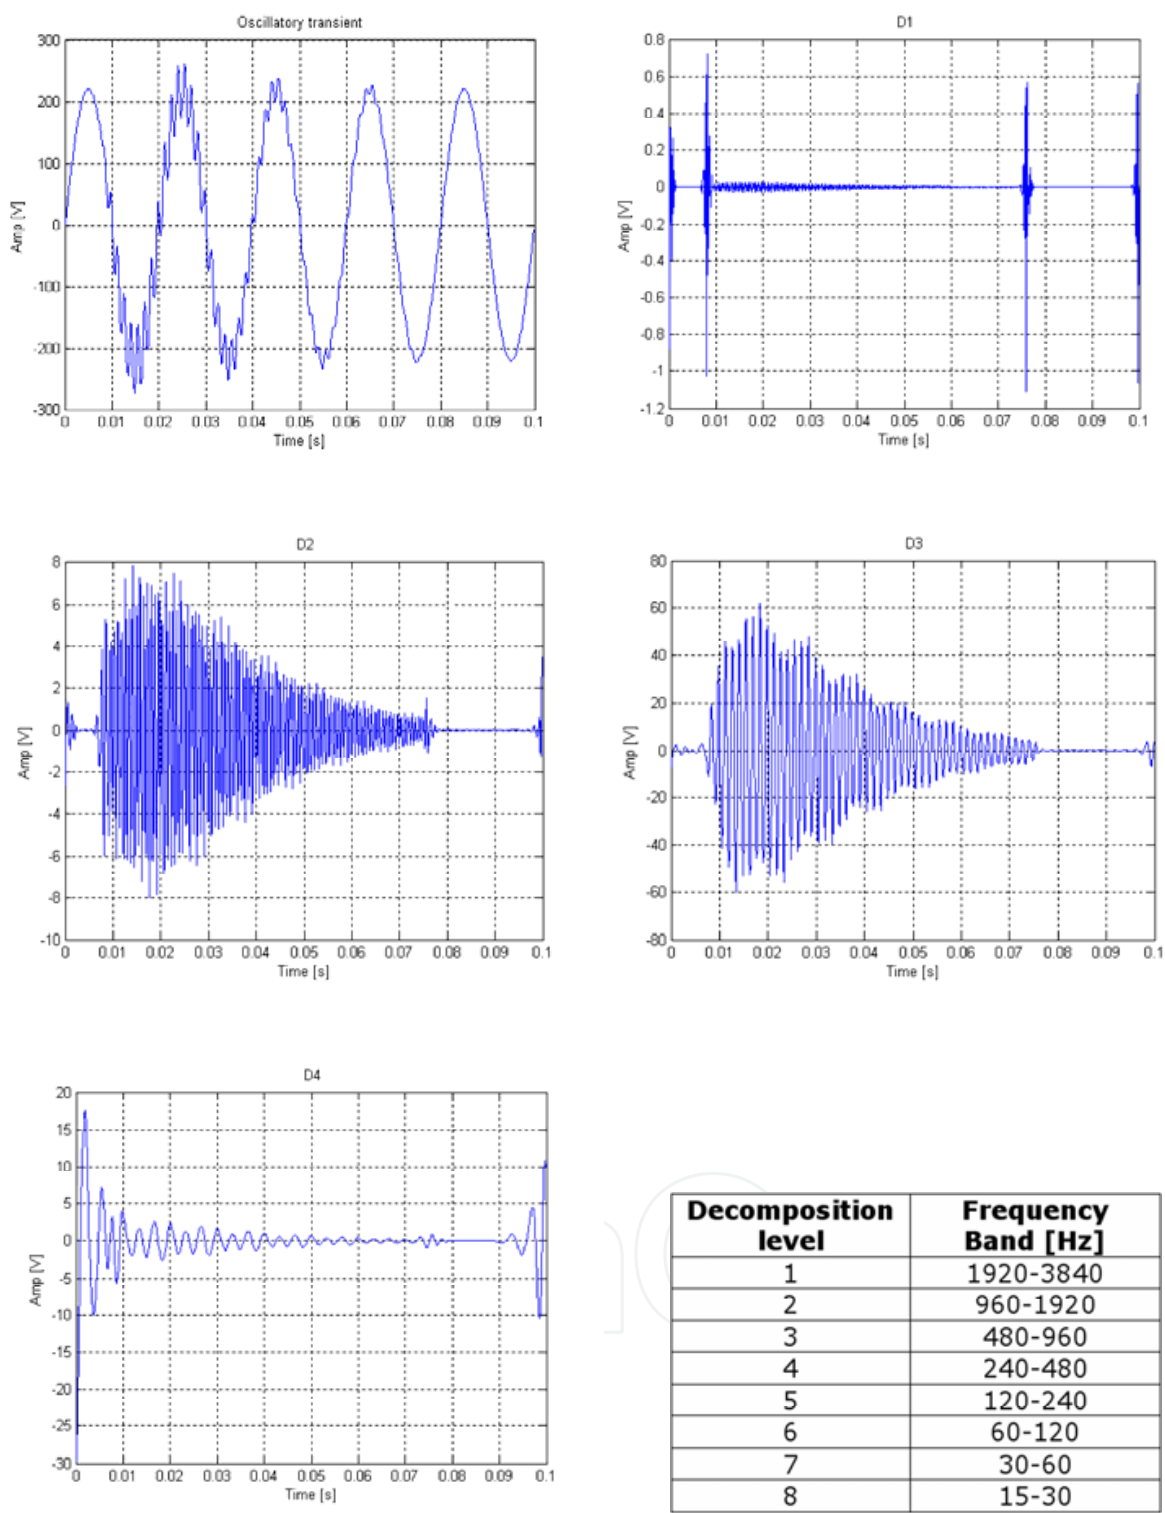 Oscillatory transient
300
200
100
0
-100
-200
-300
Amp [V]
0 0.01 0.02 0.03 0.04 0.05 0.06 0.07 0.08 0.09 0.1
Time [s]
D1
0.8
0.6
0.4
0.2
0
-0.2
-0.4
-0.6
-0.8
-1
-1.2
Amp [V]
0 0.01 0.02 0.03 0.04 0.05 0.06 0.07 0.08 0.09 0.1
Time [s]
D2
8
6
4
2
0
-2
-4
-6
-8
-10
Amp [V]
0 0.01 0.02 0.03 0.04 0.05 0.06 0.07 0.08 0.09 0.1
Time [s]
D3
80
60
40
20
0
-20
-40
-60
-80
Amp [V]
0 0.01 0.02 0.03 0.04 0.05 0.06 0.07 0.08 0.09 0.1
Time [s]
D4
20
15
10
5
0
-5
-10
-15
-20
-25
-30
Amp [V]
0 0.01 0.02 0.03 0.04 0.05 0.06 0.07 0.08 0.09 0.1
Time [s]
Decomposition level Frequency Band [Hz]
1 1920-3840
2 960-1920
3 480-960
4 240-480
5 120-240
6 60-120
7 30-60
8 15-30